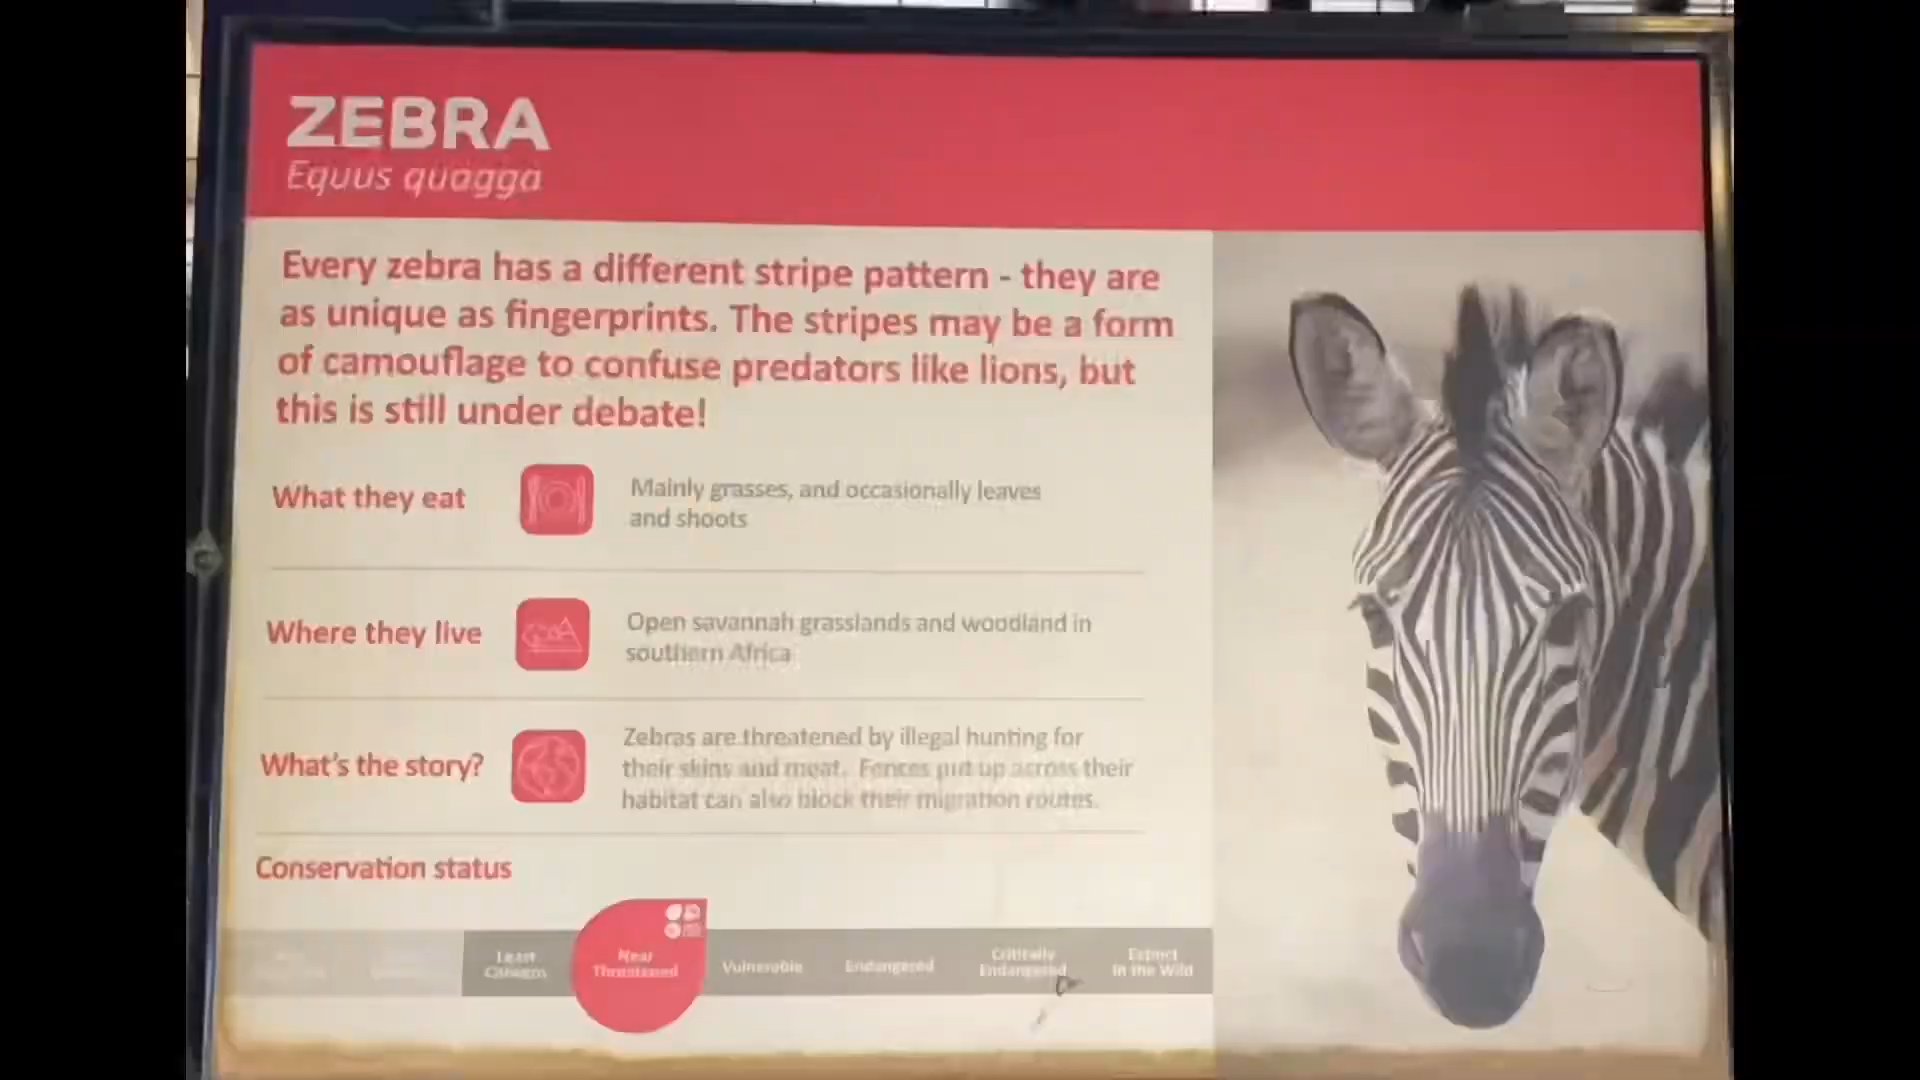 ZEBRA
Equus quagga
Every zebra has a different stripe pattern - they are
as unique as fingerprints. The stripes may be a form
of camouflage to confuse predators like lions, but
this is still under debate!
What they eat
Mainly grasses, and occasionally leaves
and shoots
Where they live
Open savannah grasslands and woodland in
southern Africa
What's the story?
Zebras are threatened by illegal hunting for
their skins and meat. Fences put up across their
habitat can also block their migration routes.
Conservation status
Least
Concern
Near
Threatened
Vulnerable
Endangered
Critically
Endangered
Extinct
In the Wild